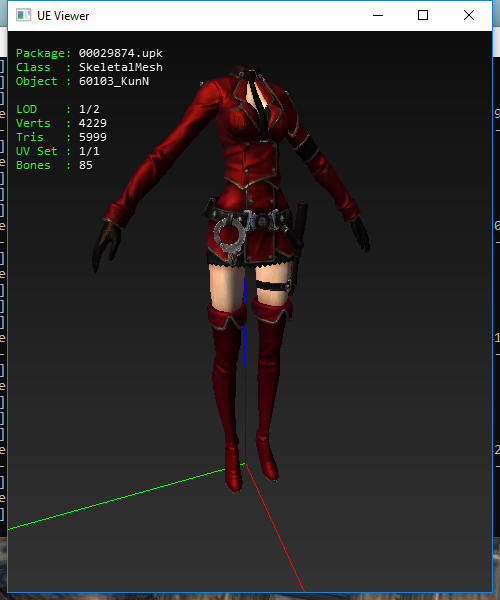 UE Viewer
Package: 00029874.upk
Class : SkeletalMesh
Object : 60103_KunN
LOD : 1/2
Verts : 4229
Tris : 5999
UV Set : 1/1
Bones : 85